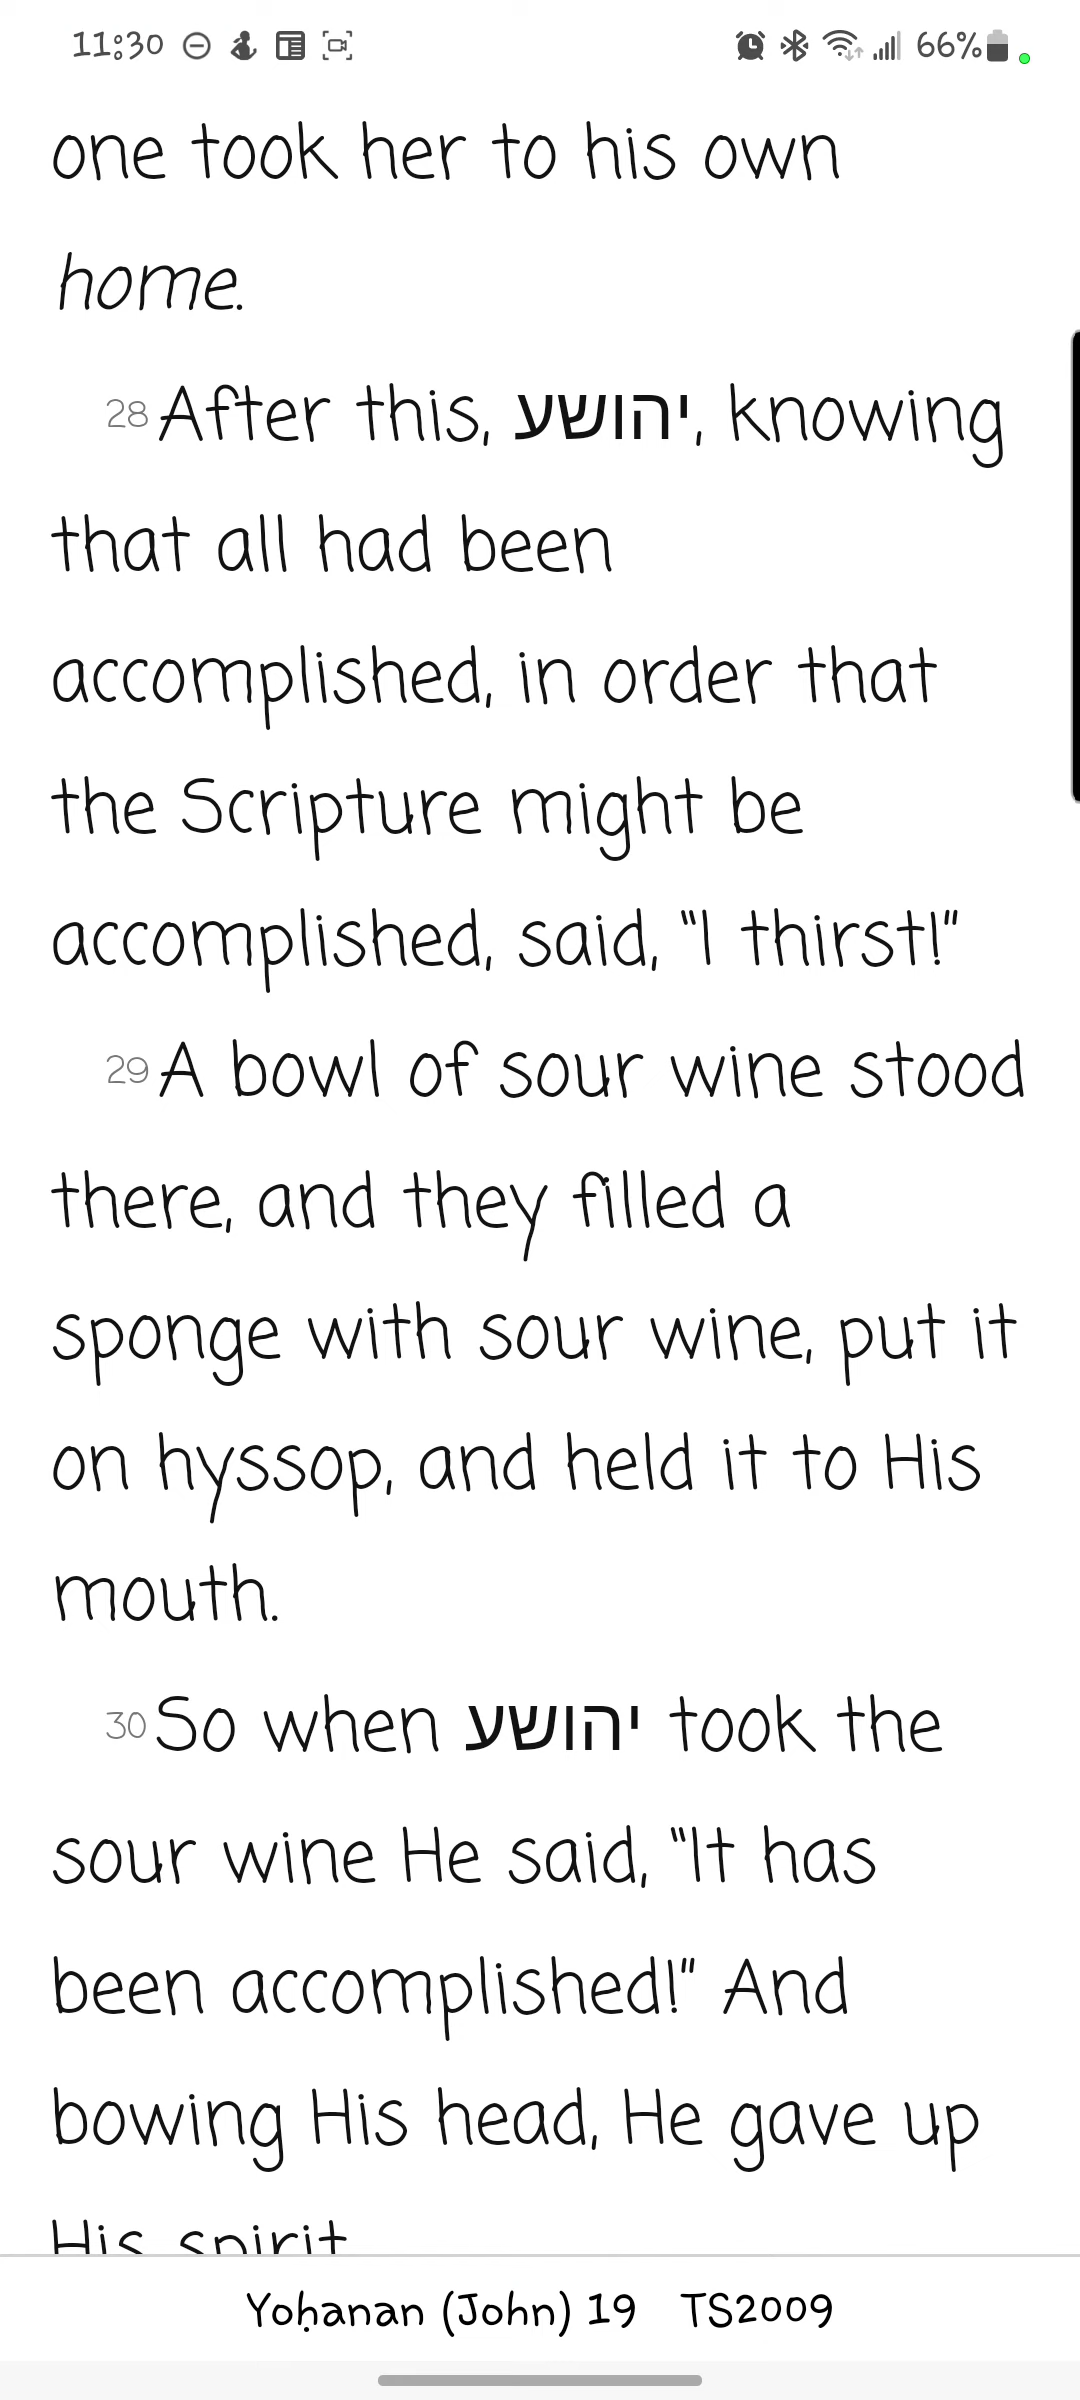 11:30 66%
one took her to his own
home.
28 After this, יהושע, knowing
that all had been
accomplished, in order that
the Scripture might be
accomplished, said, "I thirst!"
29 A bowl of sour wine stood
there, and they filled a
sponge with sour wine, put it
on hyssop, and held it to His
mouth.
30 So when יהושע took the
sour wine He said, "It has
been accomplished!" And
bowing His head, He gave up
His spirit
Yoḥanan (John) 19 TS2009